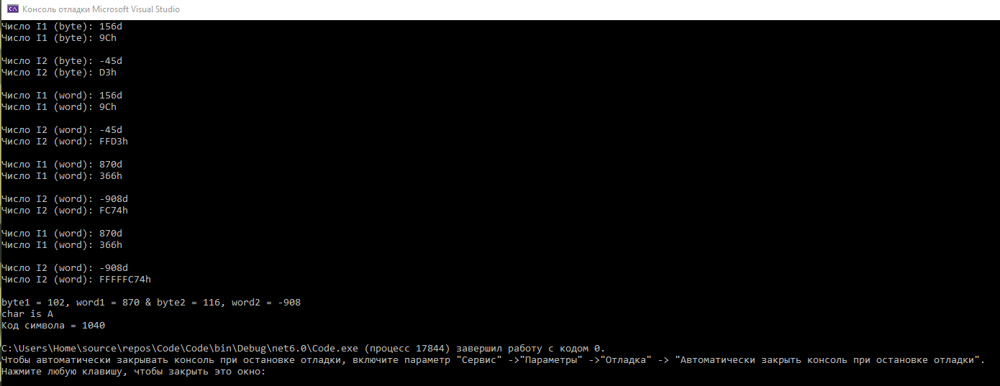 Консоль отладки Microsoft Visual Studio
Число I1 (byte): 156d
Число I1 (byte): 9Ch
Число I2 (byte): -45d
Число I2 (byte): D3h
Число I1 (word): 156d
Число I1 (word): 9Ch
Число I2 (word): -45d
Число I2 (word): FFD3h
Число I1 (word): 870d
Число I1 (word): 366h
Число I2 (word): -908d
Число I2 (word): FC74h
Число I1 (word): 870d
Число I1 (word): 366h
Число I2 (word): -908d
Число I2 (word): FFFFFC74h
byte1 = 102, word1 = 870 & byte2 = 116, word2 = -908
char is А
Код символа = 1040
C:\Users\Home\source\repos\Code\Code\bin\Debug\net6.0\Code.exe (процесс 17844) завершил работу с кодом 0.
Чтобы автоматически закрывать консоль при остановке отладки, включите параметр "Сервис" ->"Параметры" ->"Отладка" -> "Автоматически закрыть консоль при остановке отладки".
Нажмите любую клавишу, чтобы закрыть это окно: